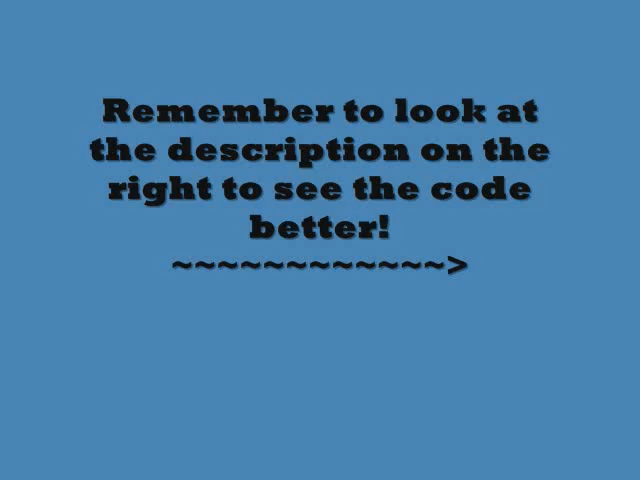 Remember to look at
the description on the
right to see the code
better!
~~~~~~~~~~~~>